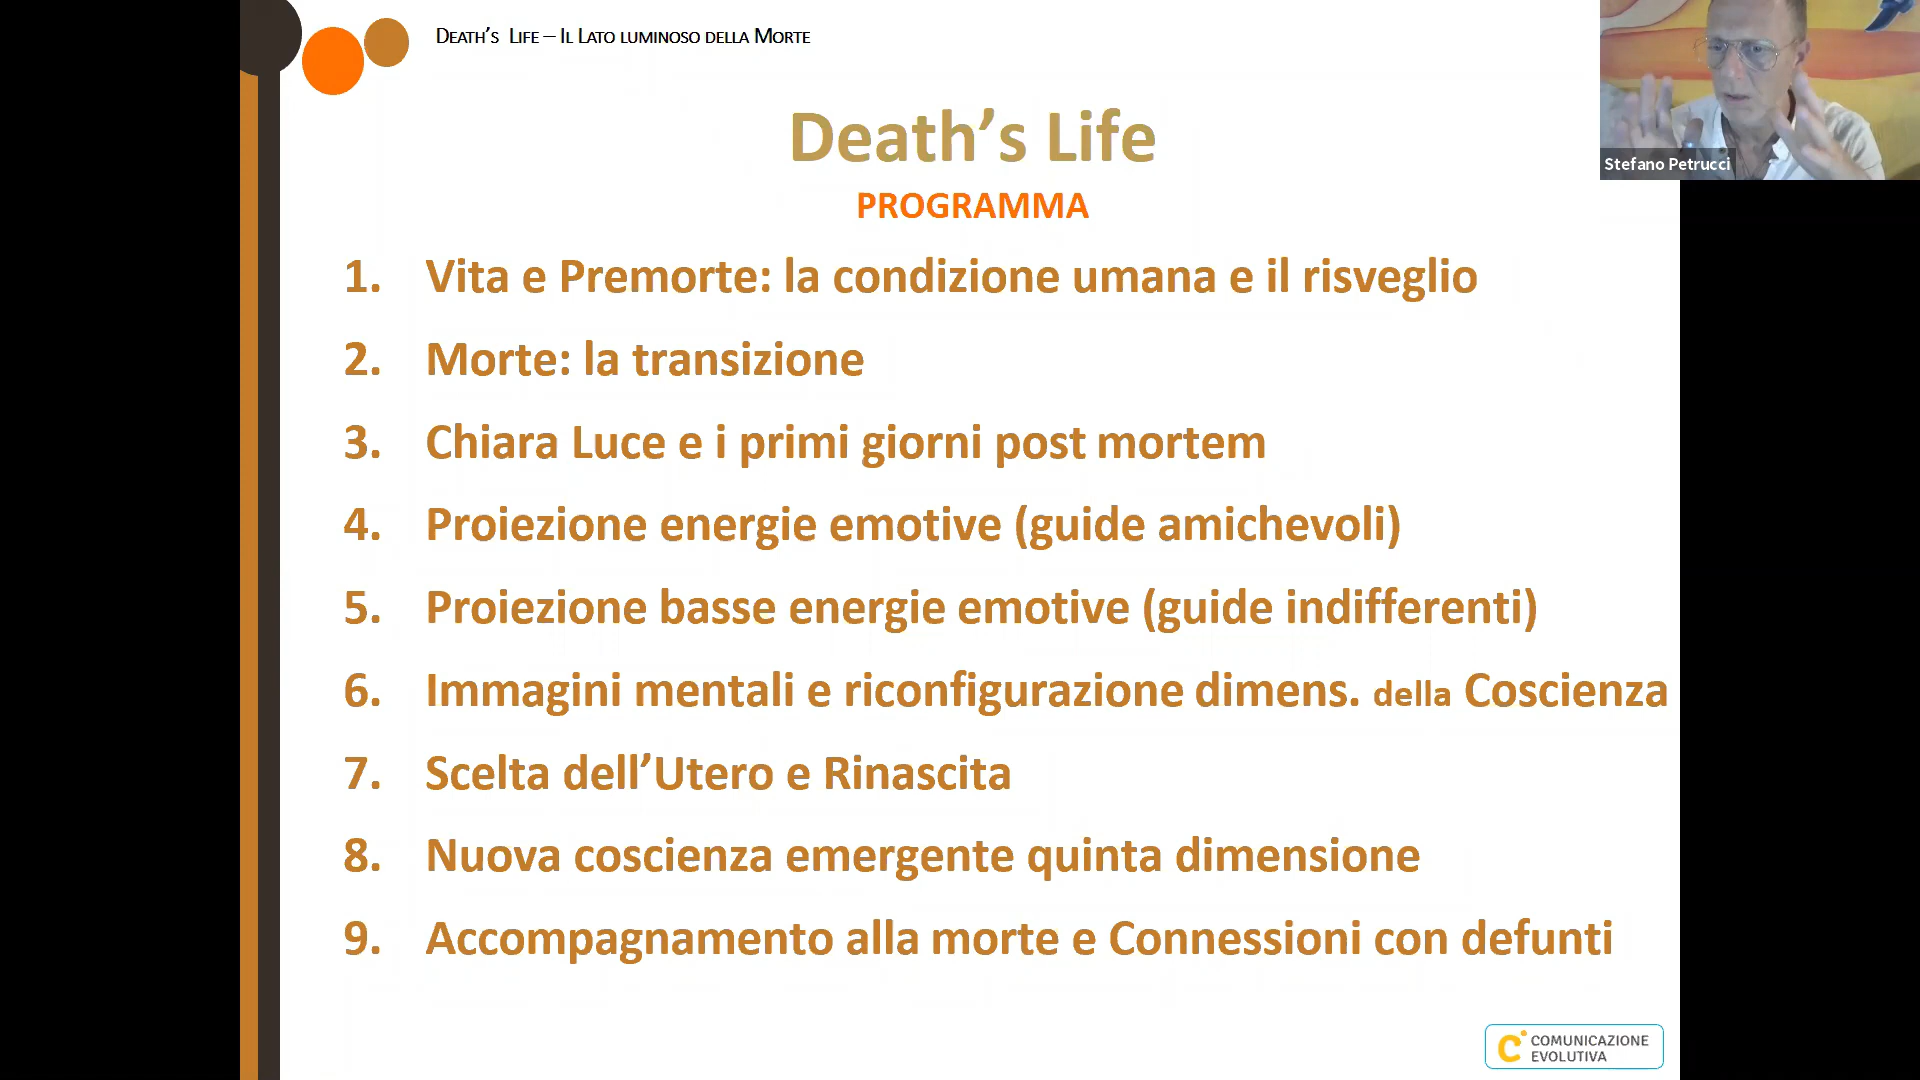 Death's Life – Il Lato luminoso della Morte
Stefano Petrucci
Death's Life
PROGRAMMA
1. Vita e Premorte: la condizione umana e il risveglio
2. Morte: la transizione
3. Chiara Luce e i primi giorni post mortem
4. Proiezione energie emotive (guide amichevoli)
5. Proiezione basse energie emotive (guide indifferenti)
6. Immagini mentali e riconfigurazione dimens. della Coscienza
7. Scelta dell'Utero e Rinascita
8. Nuova coscienza emergente quinta dimensione
9. Accompagnamento alla morte e Connessioni con defunti
COMUNICAZIONE
EVOLUTIVA